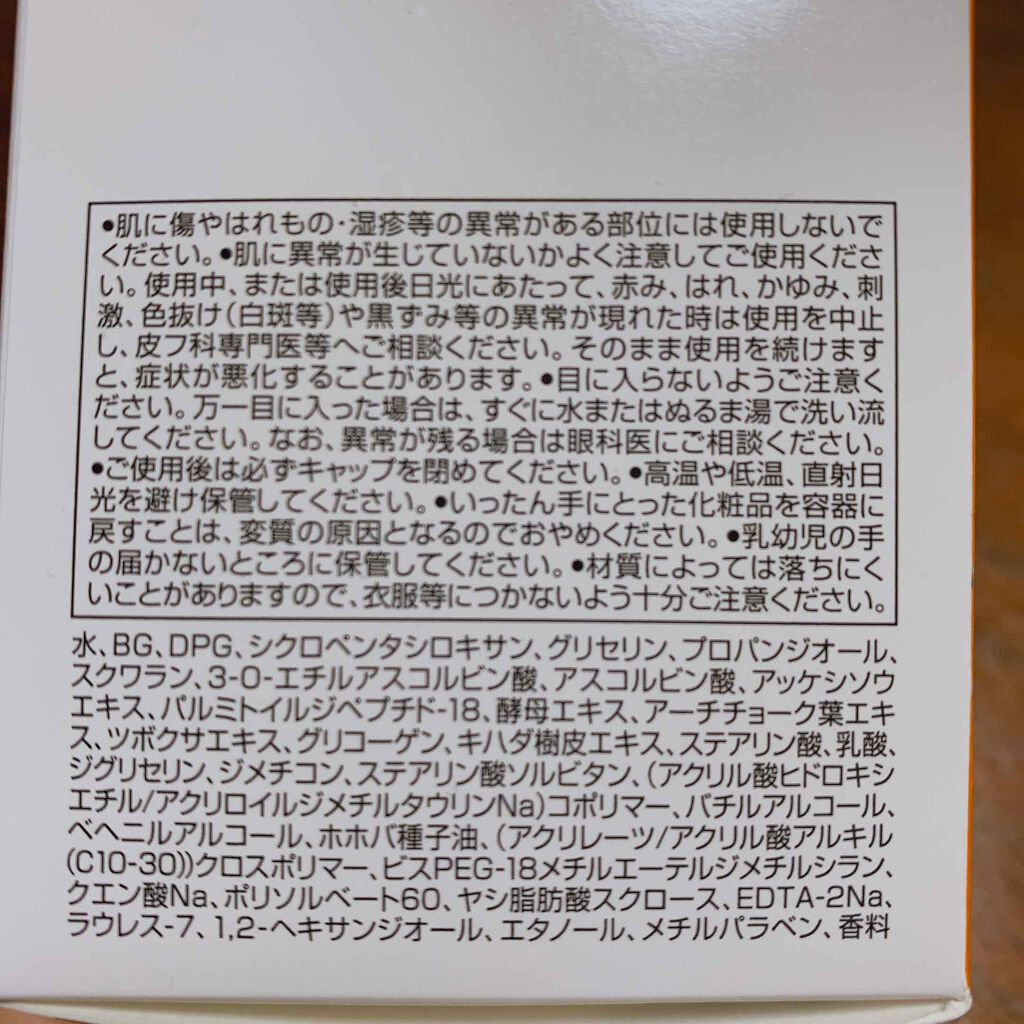 •肌に傷やはれもの・湿疹等の異常がある部位には使用しないで
ください。•肌に異常が生じていないかよく注意してご使用くださ
い。使用中、または使用後日光にあたって、赤み、はれ、かゆみ、刺
激、色抜け(白斑等)や黒ずみ等の異常が現れた時は使用を中止
し、皮フ科専門医等へご相談ください。そのまま使用を続けます
と、症状が悪化することがあります。•目に入らないようご注意く
ださい。万一目に入った場合は、すぐに水またはぬるま湯で洗い流
してください。なお、異常が残る場合は眼科医にご相談ください。
•ご使用後は必ずキャップを閉めてください。•高温や低温、直射日
光を避け保管してください。•いったん手にとった化粧品を容器に
戻すことは、変質の原因となるのでおやめください。•乳幼児の手
の届かないところに保管してください。•材質によっては落ちにく
いことがありますので、衣服等につかないよう十分ご注意ください。
水、BG、DPG、シクロペンタシロキサン、グリセリン、プロパンジオール、
スクワラン、3-O-エチルアスコルビン酸、アスコルビン酸、アッケシソウ
エキス、パルミトイルジペプチド-18、酵母エキス、アーチチョーク葉エキ
ス、ツボクサエキス、グリコーゲン、キハダ樹皮エキス、ステアリン酸、乳酸、
ジグリセリン、ジメチコン、ステアリン酸ソルビタン、(アクリル酸ヒドロキシ
エチル/アクリロイルジメチルタウリンNa)コポリマー、バチルアルコール、
ベヘニルアルコール、ホホバ種子油、(アクリレーツ/アクリル酸アルキル
(C10-30))クロスポリマー、ビスPEG-18メチルエーテルジメチルシラン、
クエン酸Na、ポリソルベート60、ヤシ脂肪酸スクロース、EDTA-2Na、
ラウレス-7、1,2-ヘキサンジオール、エタノール、メチルパラベン、香料